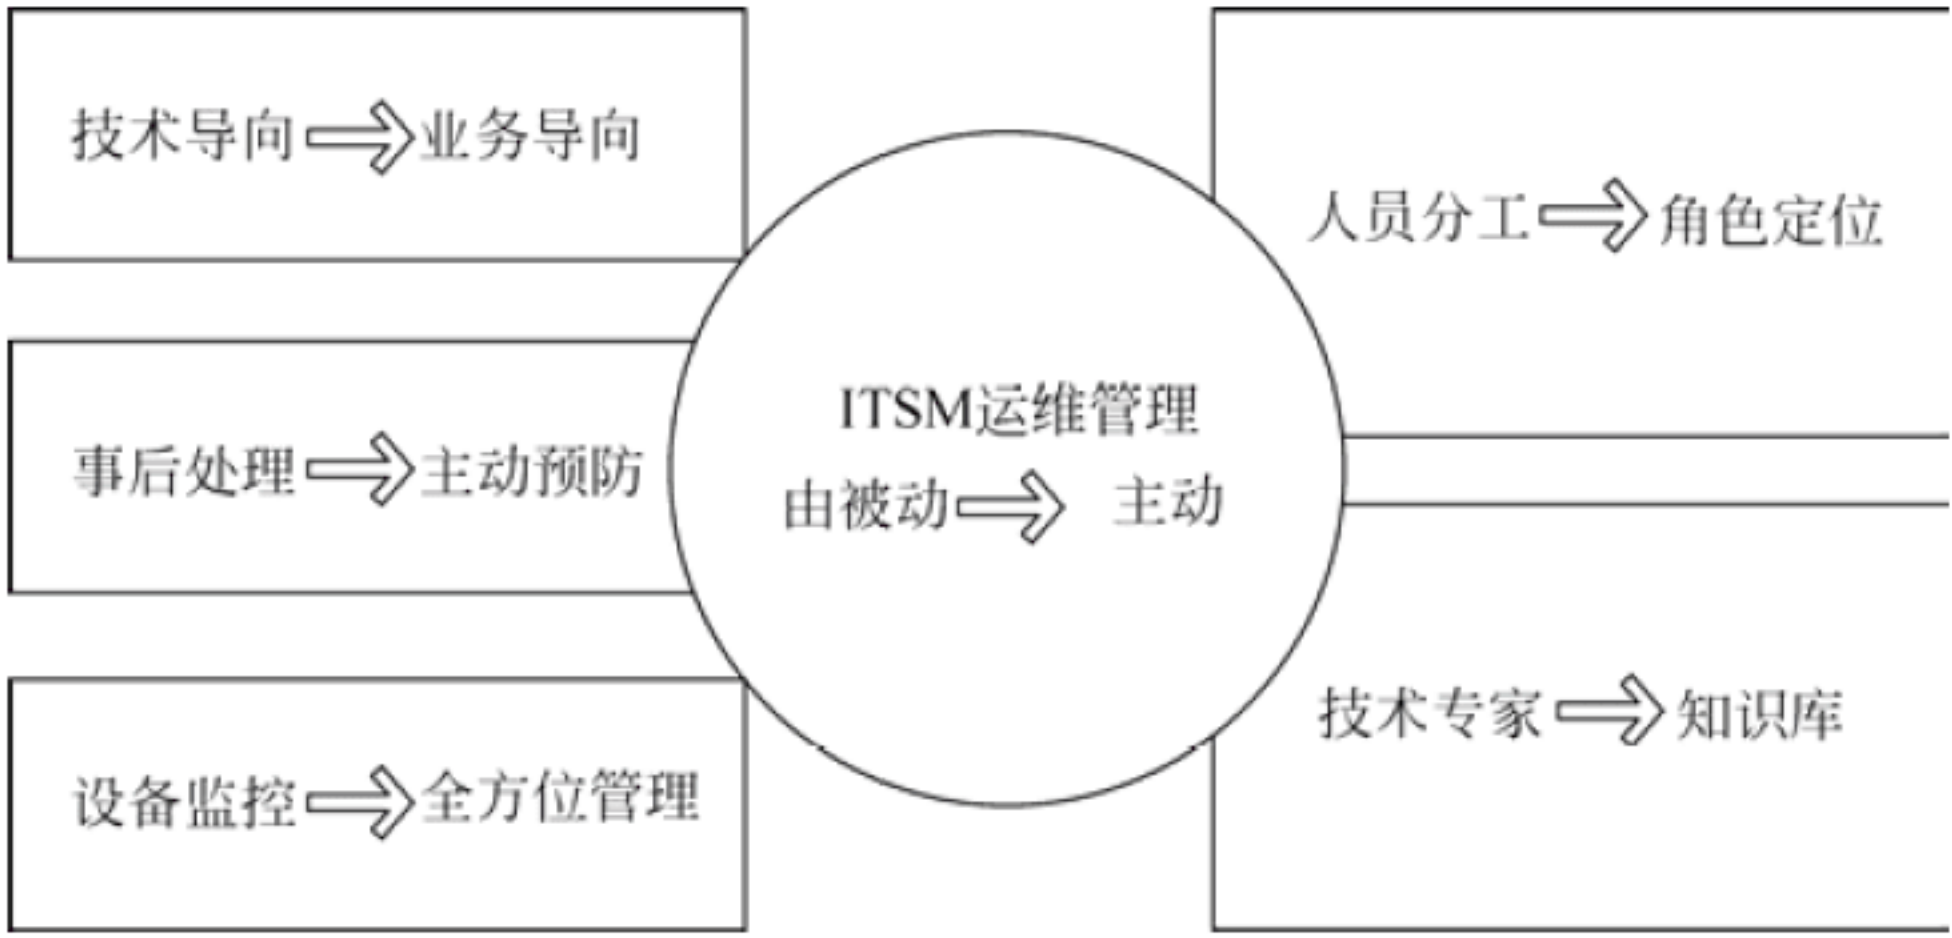 技术导向⇒业务导向
事后处理⇒主动预防
设备监控⇒全方位管理
ITSM运维管理
由被动⇒ 主动
人员分工⇒角色定位
技术专家⇒知识库